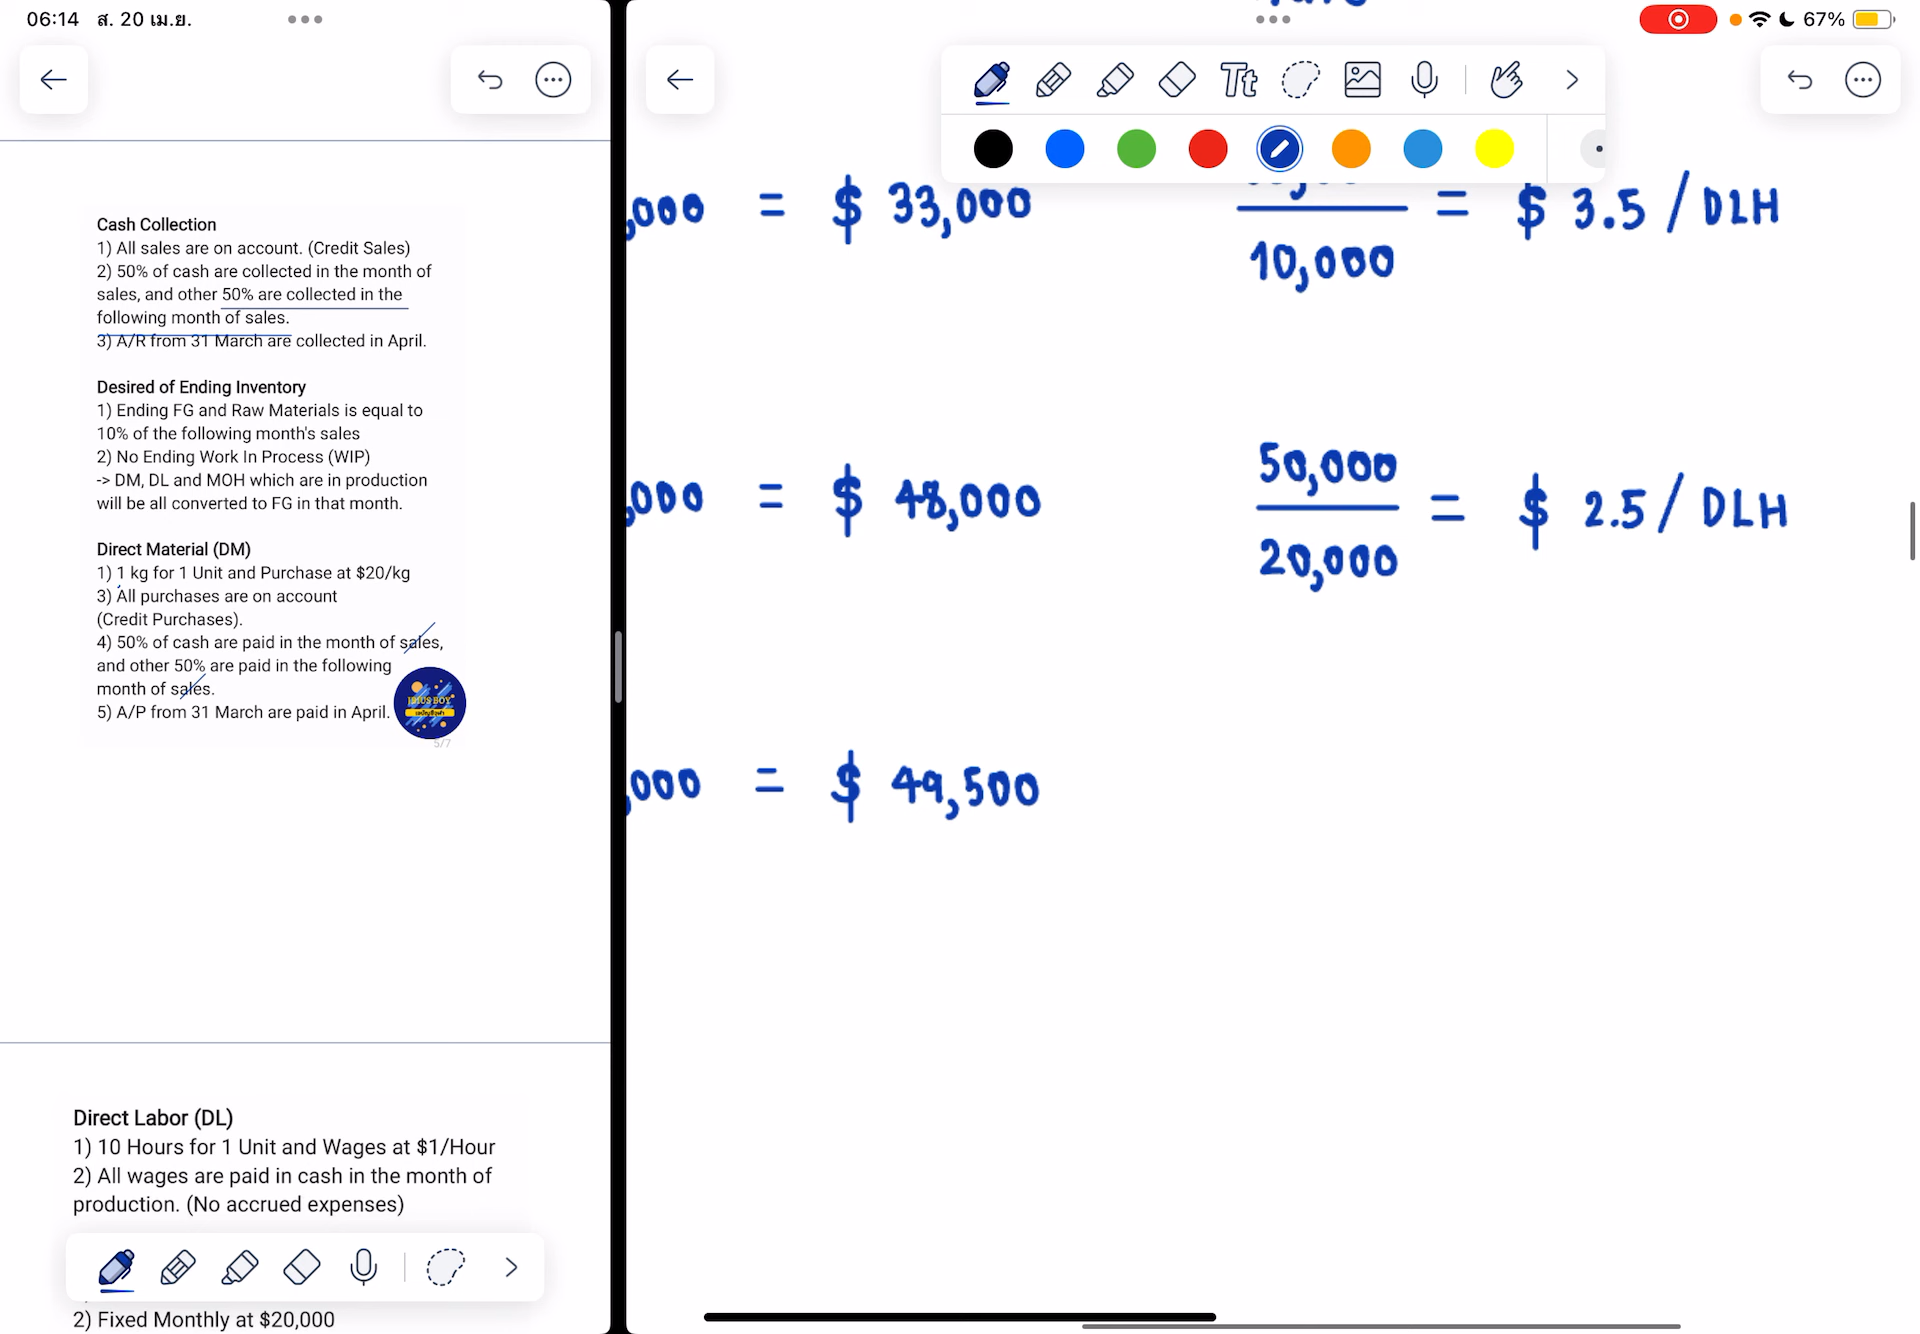 06:14 ส. 20 เม.ย.
67%
Cash Collection
1) All sales are on account. (Credit Sales)
2) 50% of cash are collected in the month of
sales, and other 50% are collected in the
following month of sales.
3) A/R from 31 March are collected in April.
Desired of Ending Inventory
1) Ending FG and Raw Materials is equal to
10% of the following month's sales
2) No Ending Work In Process (WIP)
-> DM, DL and MOH which are in production
will be all converted to FG in that month.
Direct Material (DM)
1) 1 kg for 1 Unit and Purchase at $20/kg
3) All purchases are on account
(Credit Purchases).
4) 50% of cash are paid in the month of sales,
and other 50% are paid in the following
month of sales.
5) A/P from 31 March are paid in April.
5/7
Direct Labor (DL)
1) 10 Hours for 1 Unit and Wages at $1/Hour
2) All wages are paid in cash in the month of
production. (No accrued expenses)
2) Fixed Monthly at $20,000
Tt
,000 = $ 33,000
10,000
= $ 3.5 / DLH
,000 = $ 48,000
50,000
20,000
= $ 2.5 / DLH
,000 = $ 49,500